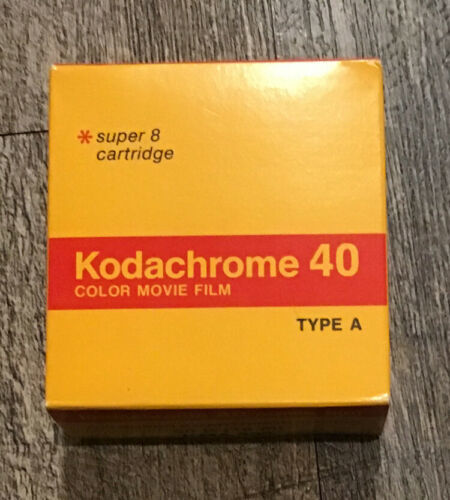 * super 8
cartridge
Kodachrome 40
COLOR MOVIE FILM
TYPE A